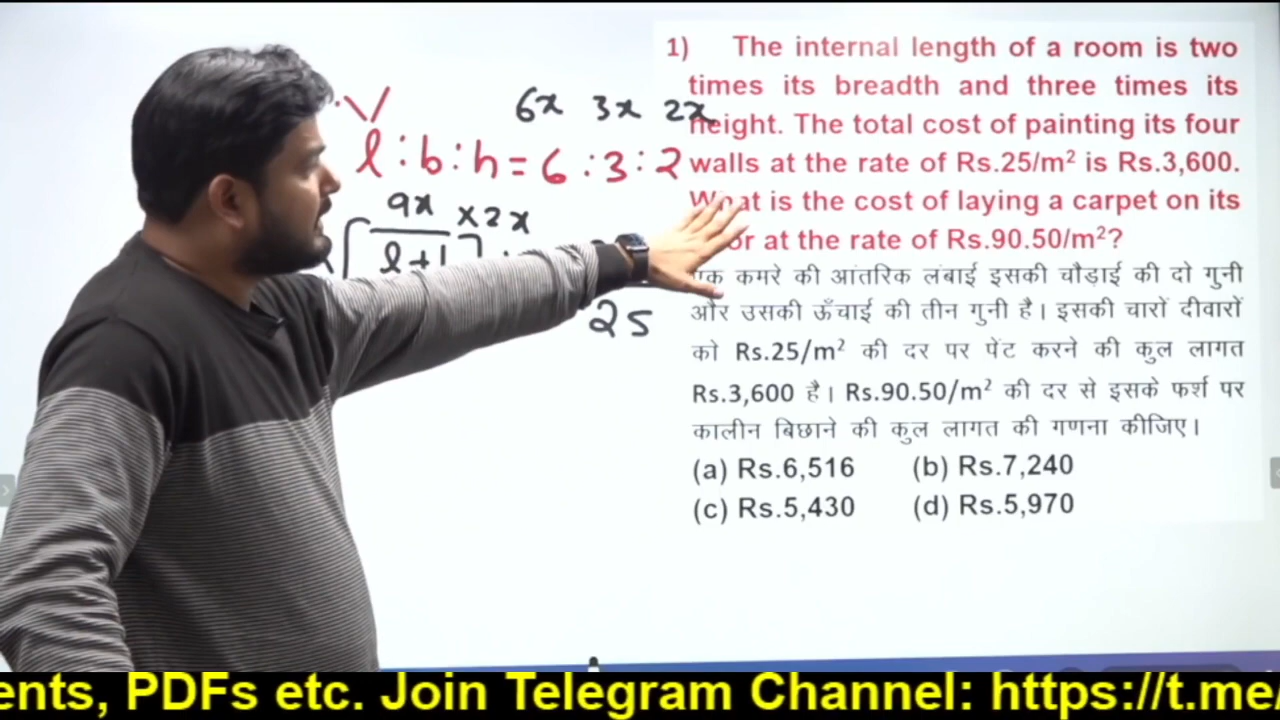 1) The internal length of a room is two
times its breadth and three times its
height. The total cost of painting its four
walls at the rate of Rs.25/m² is Rs.3,600.
What is the cost of laying a carpet on its
at the rate of Rs.90.50/m²?
एक कमरे की आंतरिक लंबाई इसकी चौड़ाई की दो गुनी
और उसकी ऊँचाई की तीन गुनी है। इसकी चारों दीवारों
को Rs.25/m² की दर पर पेंट करने की कुल लागत
Rs.3,600 है। Rs.90.50/m² की दर से इसके फर्श पर
कालीन बिछाने की कुल लागत की गणना कीजिए।
(a) Rs.6,516 (b) Rs.7,240
(c) Rs.5,430 (d) Rs.5,970
6x 3x 2x
l : b : h = 6 : 3 : 2
9x × 2x
25
ents, PDFs etc. Join Telegram Channel: https://t.me/